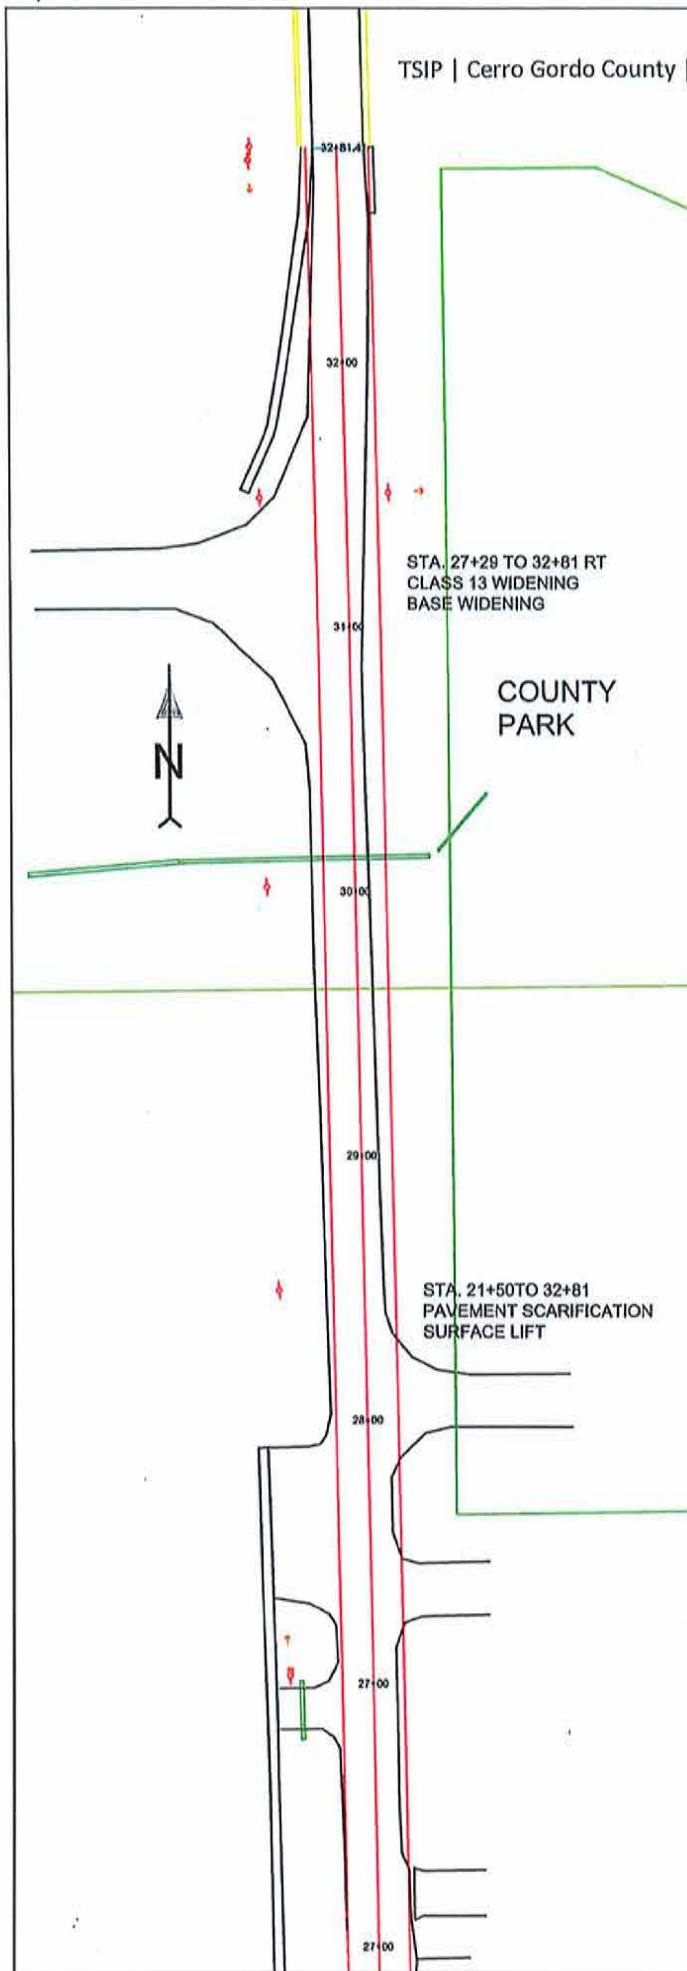 TSIP | Cerro Gordo County |
32+81.4
32+00
STA. 27+29 TO 32+81 RT
CLASS 13 WIDENING
BASE WIDENING
31+00
COUNTY
PARK
N
30+00
29+00
STA. 21+50TO 32+81
PAVEMENT SCARIFICATION
SURFACE LIFT
28+00
27+00
27+00